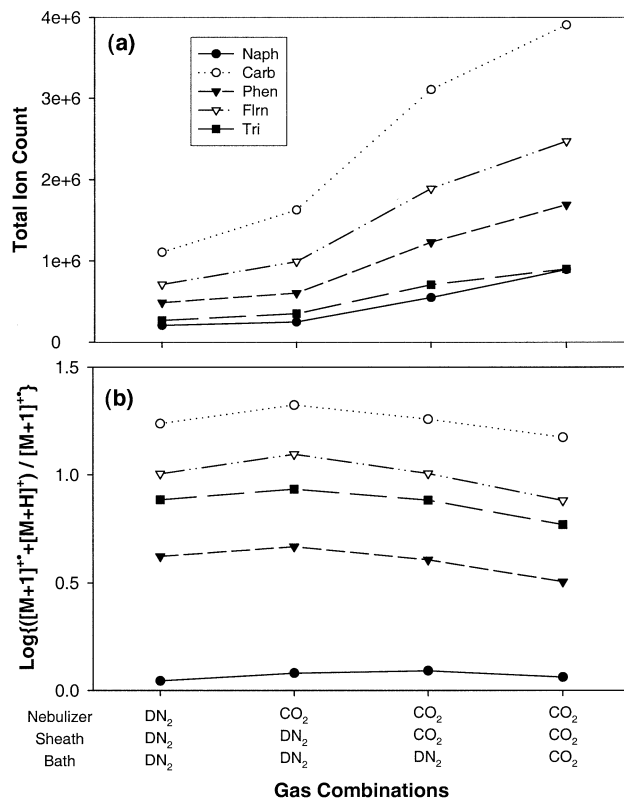 (a)
4e+6
3e+6
2e+6
1e+6
0
Total Ion Count
Naph
Carb
Phen
Flrn
Tri
(b)
1.5
1.0
0.5
0.0
Log{([M+1]⁺•+[M+H]⁺) / [M+1]⁺•}
Nebulizer DN₂ CO₂ CO₂ CO₂
Sheath DN₂ DN₂ CO₂ CO₂
Bath DN₂ DN₂ DN₂ CO₂
Gas Combinations